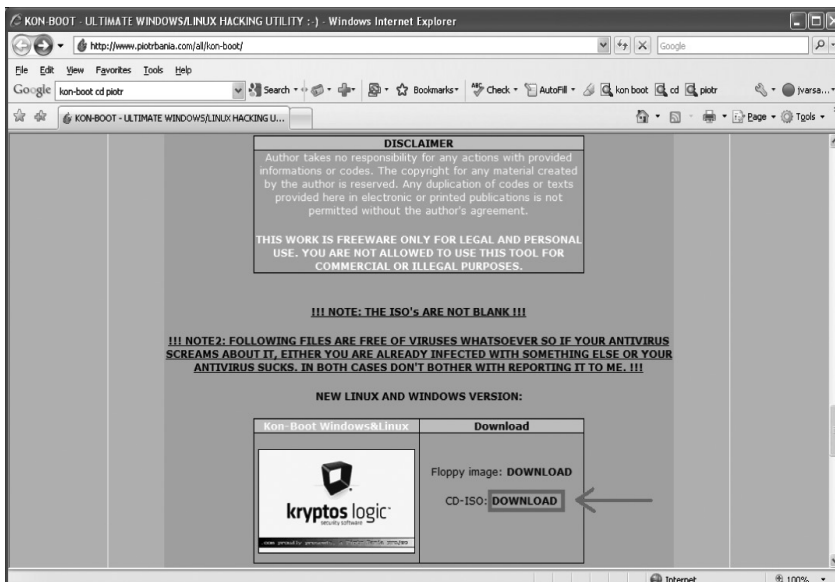 KON-BOOT - ULTIMATE WINDOWS/LINUX HACKING UTILITY :-) - Windows Internet Explorer
http://www.piotrbania.com/all/kon-boot/
Google
File Edit View Favorites Tools Help
Google kon-boot cd piotr Search Bookmarks Check AutoFill kon boot cd piotr jvarsa...
KON-BOOT - ULTIMATE WINDOWS/LINUX HACKING U... Page Tools
DISCLAIMER
Author takes no responsibility for any actions with provided
informations or codes. The copyright for any material created
by the author is reserved. Any duplication of codes or texts
provided here in electronic or printed publications is not
permitted without the author's agreement.
THIS WORK IS FREEWARE ONLY FOR LEGAL AND PERSONAL
USE. YOU ARE NOT ALLOWED TO USE THIS TOOL FOR
COMMERCIAL OR ILLEGAL PURPOSES.
!!! NOTE: THE ISO's ARE NOT BLANK !!!
!!! NOTE2: FOLLOWING FILES ARE FREE OF VIRUSES WHATSOEVER SO IF YOUR ANTIVIRUS
SCREAMS ABOUT IT, EITHER YOU ARE ALREADY INFECTED WITH SOMETHING ELSE OR YOUR
ANTIVIRUS SUCKS. IN BOTH CASES DON'T BOTHER WITH REPORTING IT TO ME. !!!
NEW LINUX AND WINDOWS VERSION:
Kon-Boot Windows&Linux Download
Floppy image: DOWNLOAD
CD-ISO: DOWNLOAD
kryptos logic
security software
Internet 100%